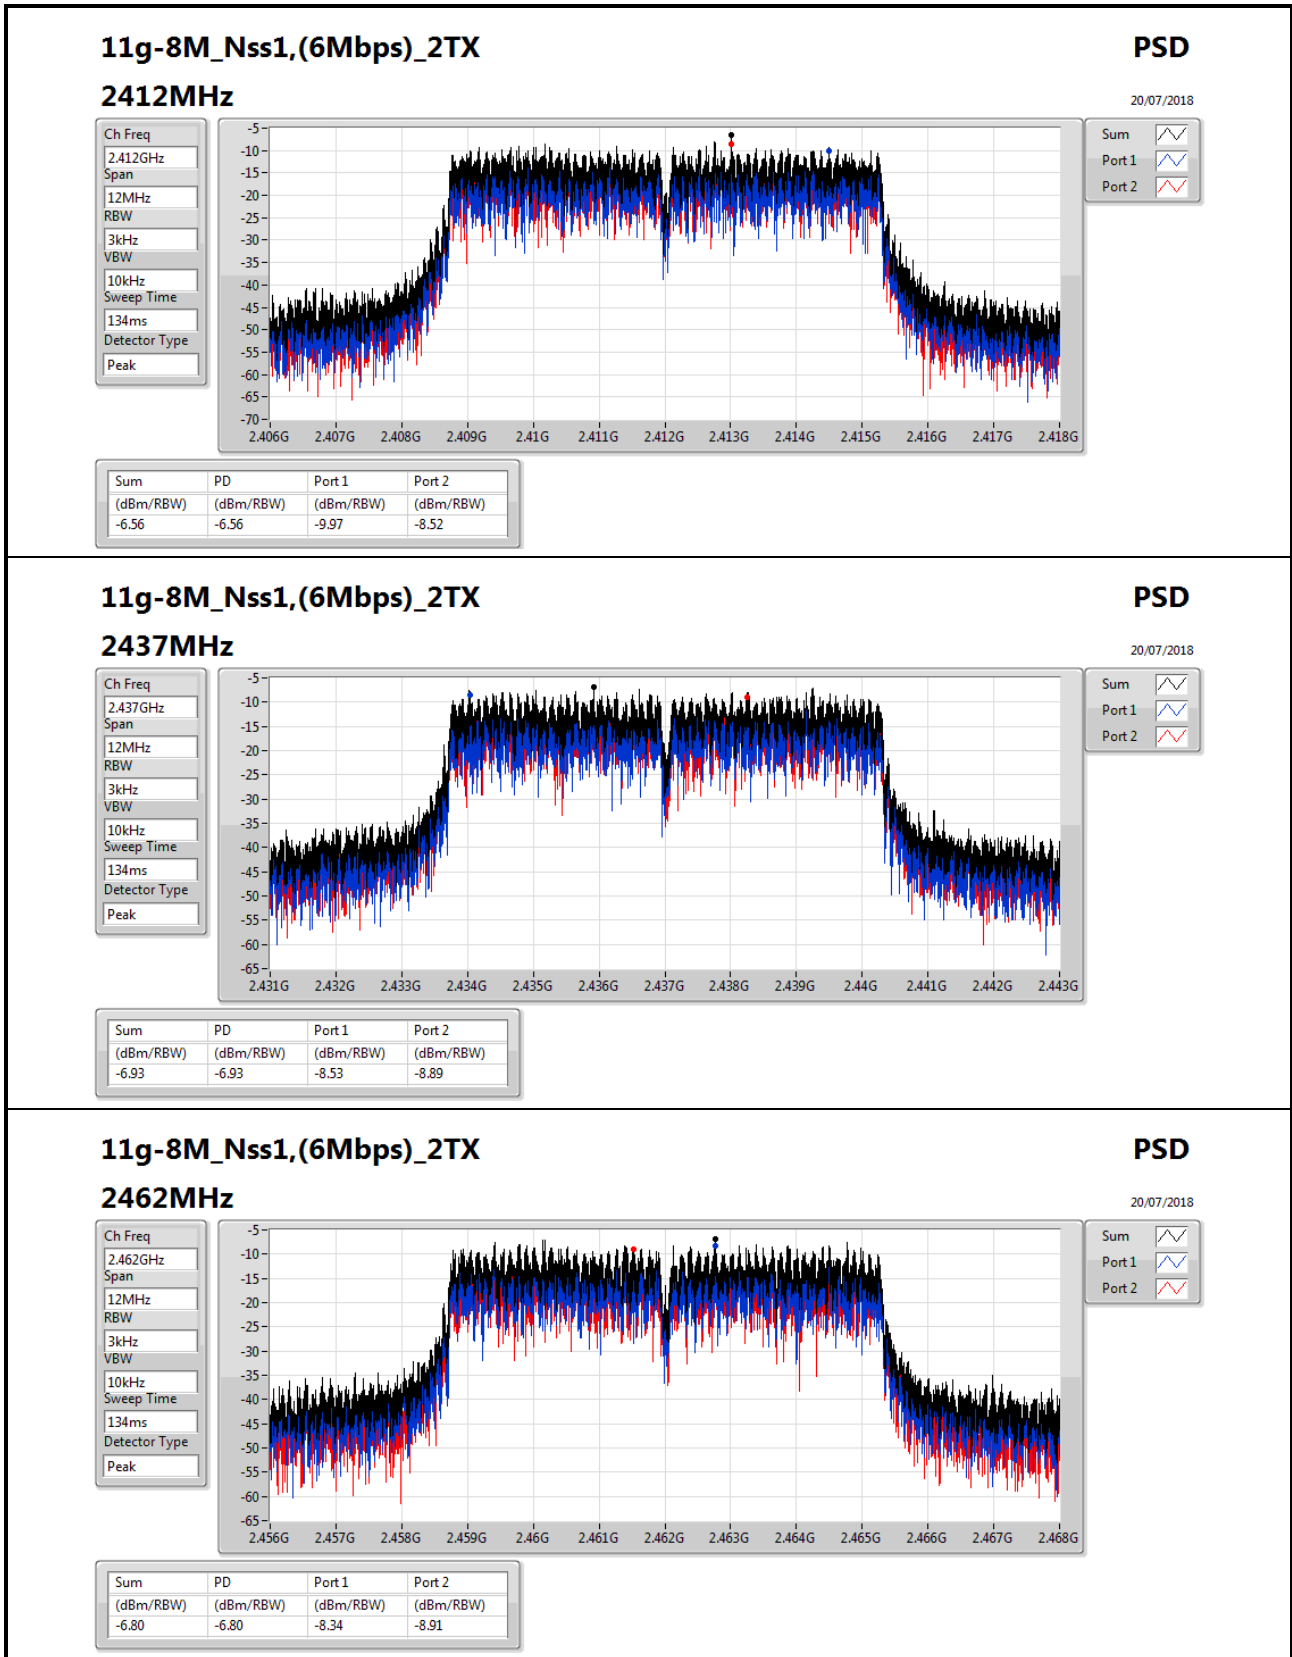 11g-8M_Nss1,(6Mbps)_2TX PSD
2412MHz 20/07/2018
Ch Freq
2.412GHz
Span
12MHz
RBW
3kHz
VBW
10kHz
Sweep Time
134ms
Detector Type
Peak
-5
-10
-15
-20
-25
-30
-35
-40
-45
-50
-55
-60
-65
-70
2.406G 2.407G 2.408G 2.409G 2.41G 2.411G 2.412G 2.413G 2.414G 2.415G 2.416G 2.417G 2.418G
Sum
Port 1
Port 2
Sum PD Port 1 Port 2
(dBm/RBW) (dBm/RBW) (dBm/RBW) (dBm/RBW)
-6.56 -6.56 -9.97 -8.52
11g-8M_Nss1,(6Mbps)_2TX PSD
2437MHz 20/07/2018
Ch Freq
2.437GHz
Span
12MHz
RBW
3kHz
VBW
10kHz
Sweep Time
134ms
Detector Type
Peak
-5
-10
-15
-20
-25
-30
-35
-40
-45
-50
-55
-60
-65
2.431G 2.432G 2.433G 2.434G 2.435G 2.436G 2.437G 2.438G 2.439G 2.44G 2.441G 2.442G 2.443G
Sum
Port 1
Port 2
Sum PD Port 1 Port 2
(dBm/RBW) (dBm/RBW) (dBm/RBW) (dBm/RBW)
-6.93 -6.93 -8.53 -8.89
11g-8M_Nss1,(6Mbps)_2TX PSD
2462MHz 20/07/2018
Ch Freq
2.462GHz
Span
12MHz
RBW
3kHz
VBW
10kHz
Sweep Time
134ms
Detector Type
Peak
-5
-10
-15
-20
-25
-30
-35
-40
-45
-50
-55
-60
-65
2.456G 2.457G 2.458G 2.459G 2.46G 2.461G 2.462G 2.463G 2.464G 2.465G 2.466G 2.467G 2.468G
Sum
Port 1
Port 2
Sum PD Port 1 Port 2
(dBm/RBW) (dBm/RBW) (dBm/RBW) (dBm/RBW)
-6.80 -6.80 -8.34 -8.91